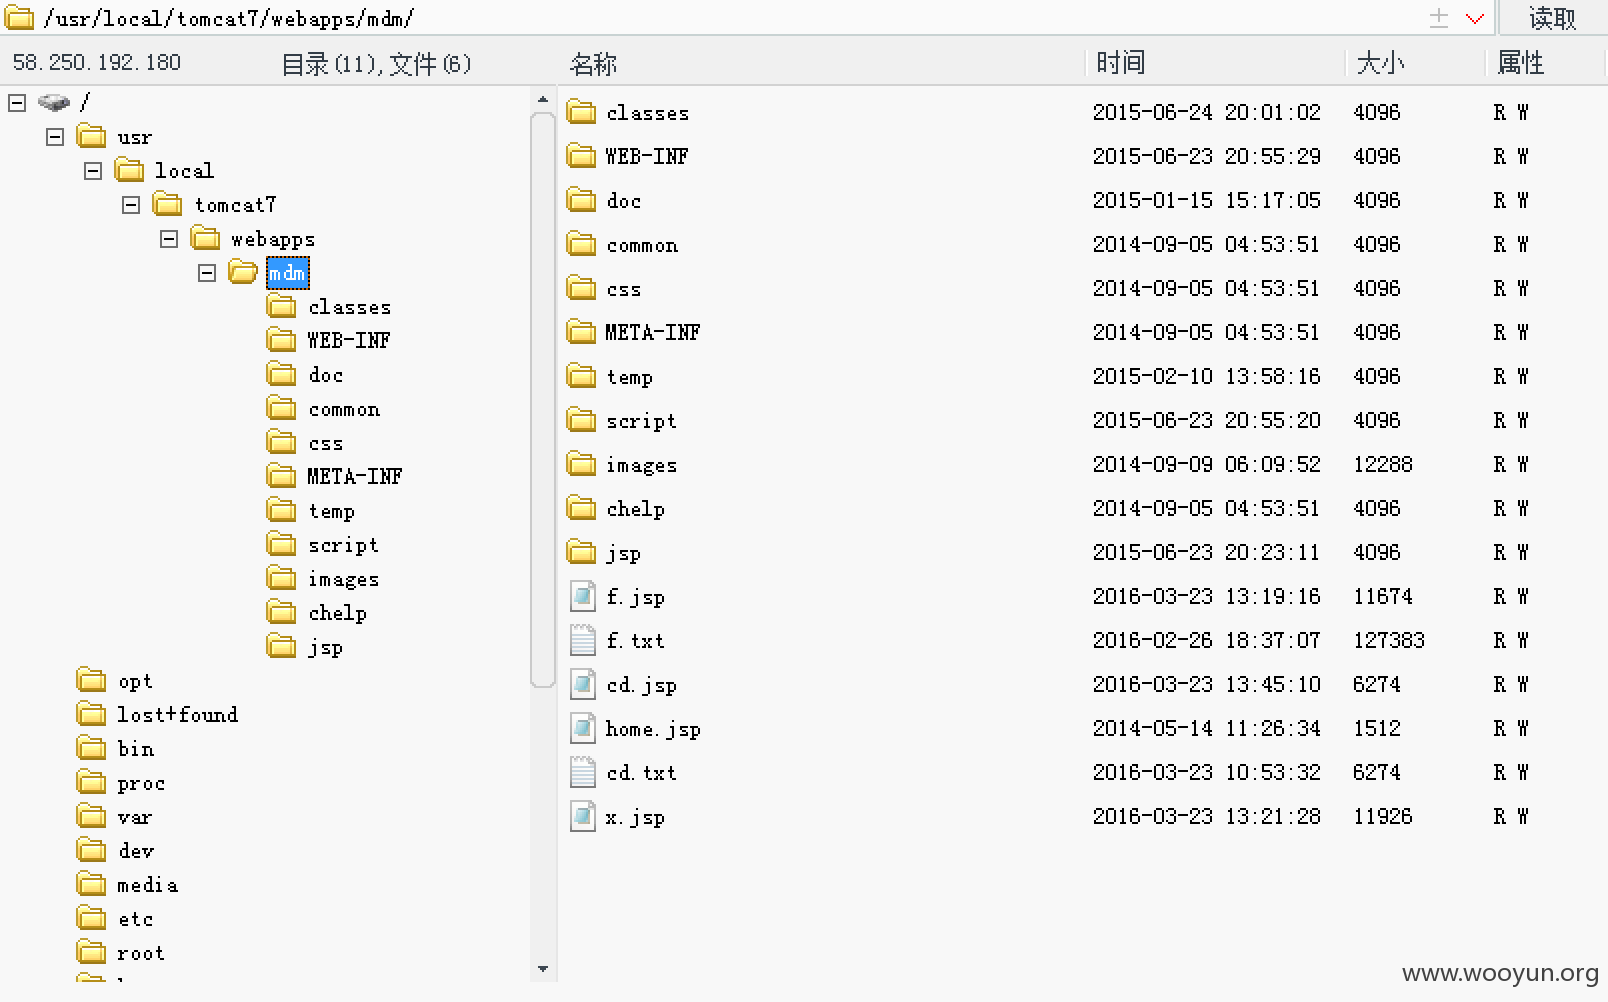 /usr/local/tomcat7/webapps/mdm/ 读取
58.250.192.180 目录(11),文件(6) 名称 时间 大小 属性
/
usr
local
tomcat7
webapps
mdm
classes
WEB-INF
doc
common
css
META-INF
temp
script
images
chelp
jsp
opt
lost+found
bin
proc
var
dev
media
etc
root
classes 2015-06-24 20:01:02 4096 R W
WEB-INF 2015-06-23 20:55:29 4096 R W
doc 2015-01-15 15:17:05 4096 R W
common 2014-09-05 04:53:51 4096 R W
css 2014-09-05 04:53:51 4096 R W
META-INF 2014-09-05 04:53:51 4096 R W
temp 2015-02-10 13:58:16 4096 R W
script 2015-06-23 20:55:20 4096 R W
images 2014-09-09 06:09:52 12288 R W
chelp 2014-09-05 04:53:51 4096 R W
jsp 2015-06-23 20:23:11 4096 R W
f.jsp 2016-03-23 13:19:16 11674 R W
f.txt 2016-02-26 18:37:07 127383 R W
cd.jsp 2016-03-23 13:45:10 6274 R W
home.jsp 2014-05-14 11:26:34 1512 R W
cd.txt 2016-03-23 10:53:32 6274 R W
x.jsp 2016-03-23 13:21:28 11926 R W
www.wooyun.org